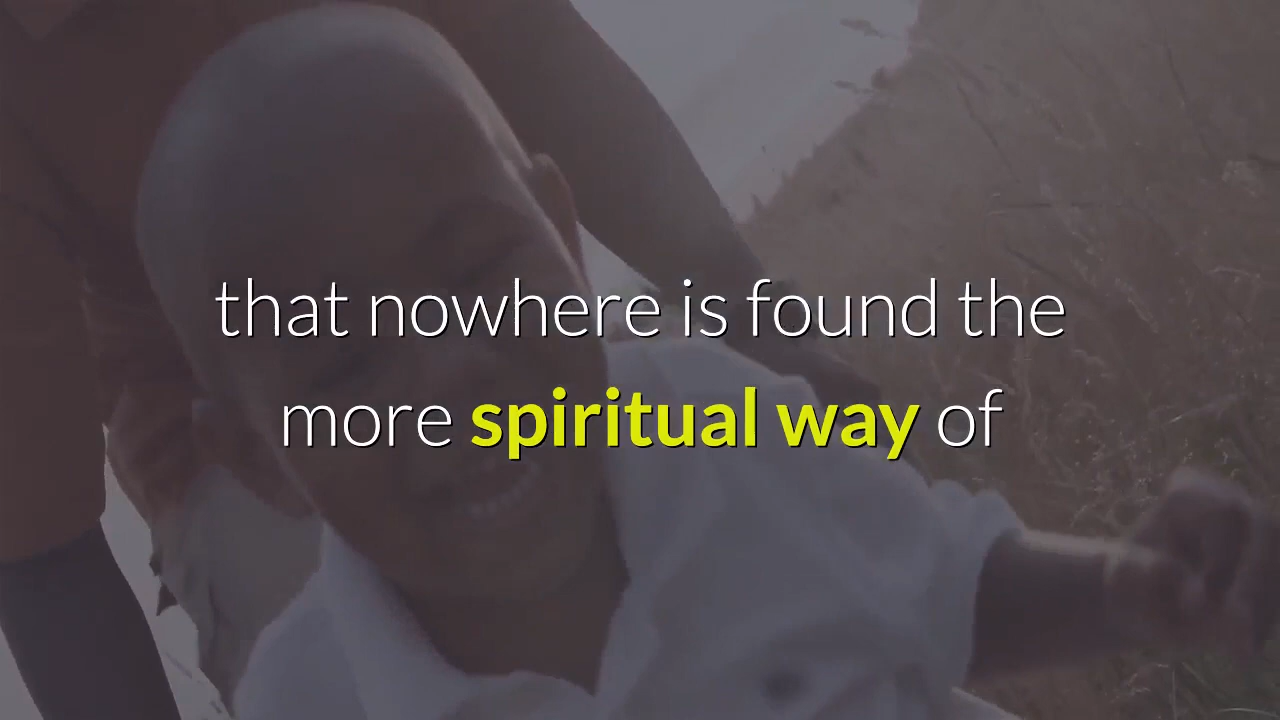 that nowhere is found the
more spiritual way of